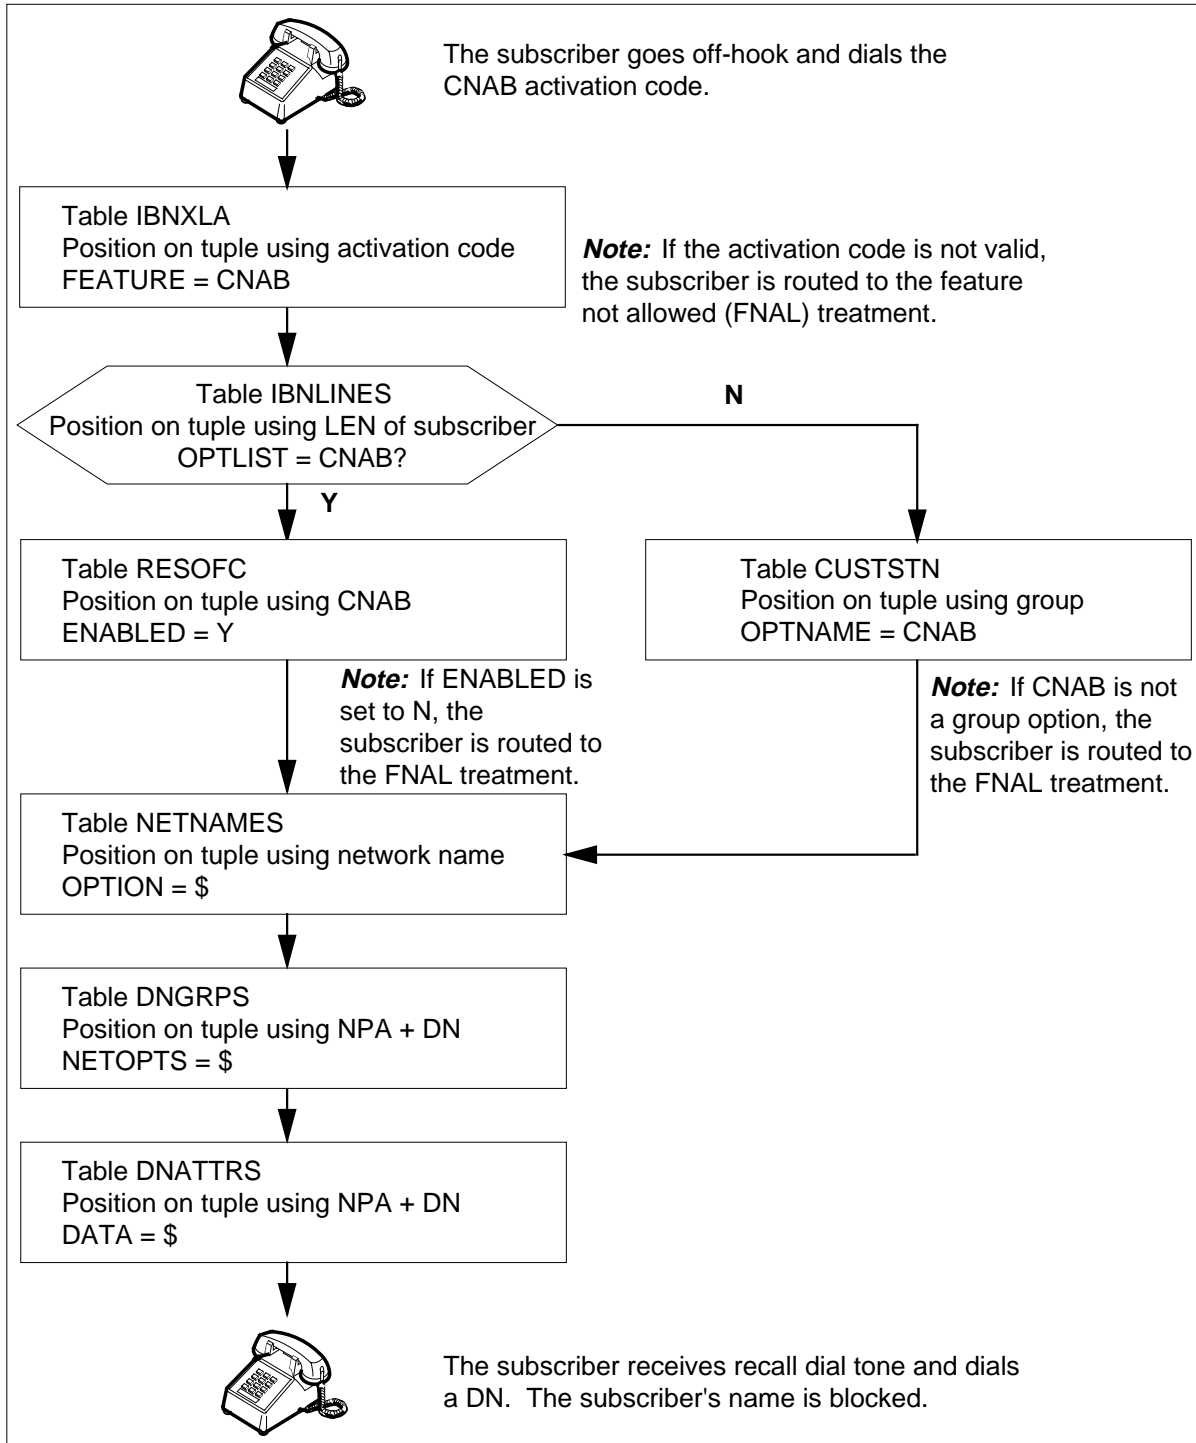 The subscriber goes off-hook and dials the
CNAB activation code.
Table IBNXLA
Position on tuple using activation code
FEATURE = CNAB
Note: If the activation code is not valid,
the subscriber is routed to the feature
not allowed (FNAL) treatment.
Table IBNLINES
Position on tuple using LEN of subscriber
OPTLIST = CNAB?
N
Y
Table RESOFC
Position on tuple using CNAB
ENABLED = Y
Table CUSTSTN
Position on tuple using group
OPTNAME = CNAB
Note: If ENABLED is
set to N, the
subscriber is routed to
the FNAL treatment.
Note: If CNAB is not
a group option, the
subscriber is routed to
the FNAL treatment.
Table NETNAMES
Position on tuple using network name
OPTION = $
Table DNGRPS
Position on tuple using NPA + DN
NETOPTS = $
Table DNATTRS
Position on tuple using NPA + DN
DATA = $
The subscriber receives recall dial tone and dials
a DN.  The subscriber's name is blocked.